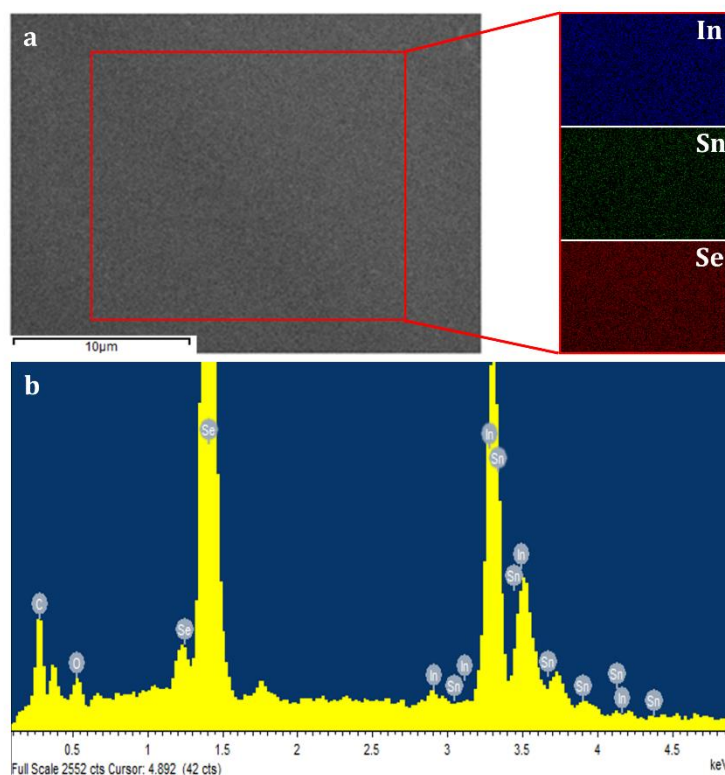 a
In
Sn
Se
10μm
b
Se
In
Sn
In
Sn
C
Se
O
In
In
Sn
Sn
Sn
Sn
In
Sn
0.5 1 1.5 2 2.5 3 3.5 4 4.5
Full Scale 2552 cts Cursor: 4.892 (42 cts)
keV